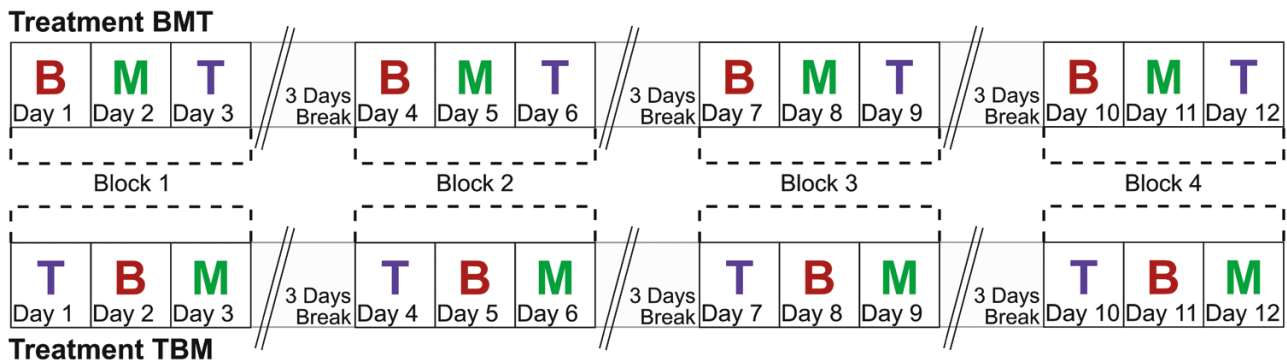 Treatment BMT
B M T B M T B M T B M T
Day 1 Day 2 Day 3 3 Days Break Day 4 Day 5 Day 6 3 Days Break Day 7 Day 8 Day 9 3 Days Break Day 10 Day 11 Day 12
Block 1 Block 2 Block 3 Block 4
T B M T B M T B M T B M
Day 1 Day 2 Day 3 3 Days Break Day 4 Day 5 Day 6 3 Days Break Day 7 Day 8 Day 9 3 Days Break Day 10 Day 11 Day 12
Treatment TBM